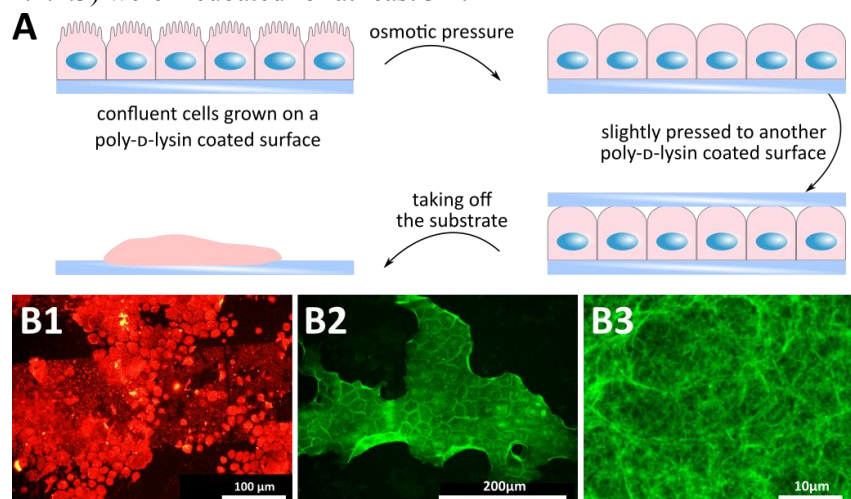 A
osmotic pressure
confluent cells grown on a
poly-ᴅ-lysin coated surface
slightly pressed to another
poly-ᴅ-lysin coated surface
taking off
the substrate
B1
B2
B3
100 µm
200µm
10µm